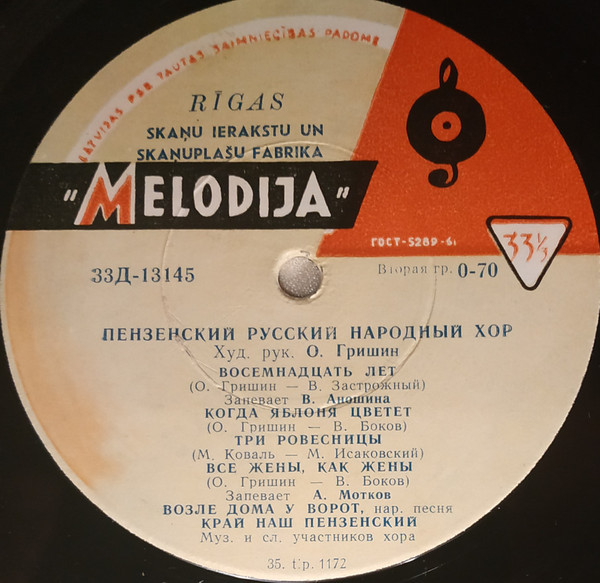 LATVIJAS PSR TAUTAS SAIMNIECĪBAS PADOME
RĪGAS
SKAŅU IERAKSTU UN
SKAŅUPLAŠU FABRIKA
"MELODIJA"
ГОСТ-5289-61
33⅓
33Д-13145
Вторая гр. 0-70
ПЕНЗЕНСКИЙ РУССКИЙ НАРОДНЫЙ ХОР
Худ. рук. О. Гришин
ВОСЕМНАДЦАТЬ ЛЕТ
(О. Гришин — В. Застрожный)
Запевает В. Аношина
КОГДА ЯБЛОНЯ ЦВЕТЕТ
(О. Гришин — В. Боков)
ТРИ РОВЕСНИЦЫ
(М. Коваль — М. Исаковский)
ВСЕ ЖЕНЫ, КАК ЖЕНЫ
(О. Гришин — В. Боков)
Запевает А. Мотков
ВОЗЛЕ ДОМА У ВОРОТ, нар. песня
КРАЙ НАШ ПЕНЗЕНСКИЙ
Муз. и сл. участников хора
35. tip. 1172